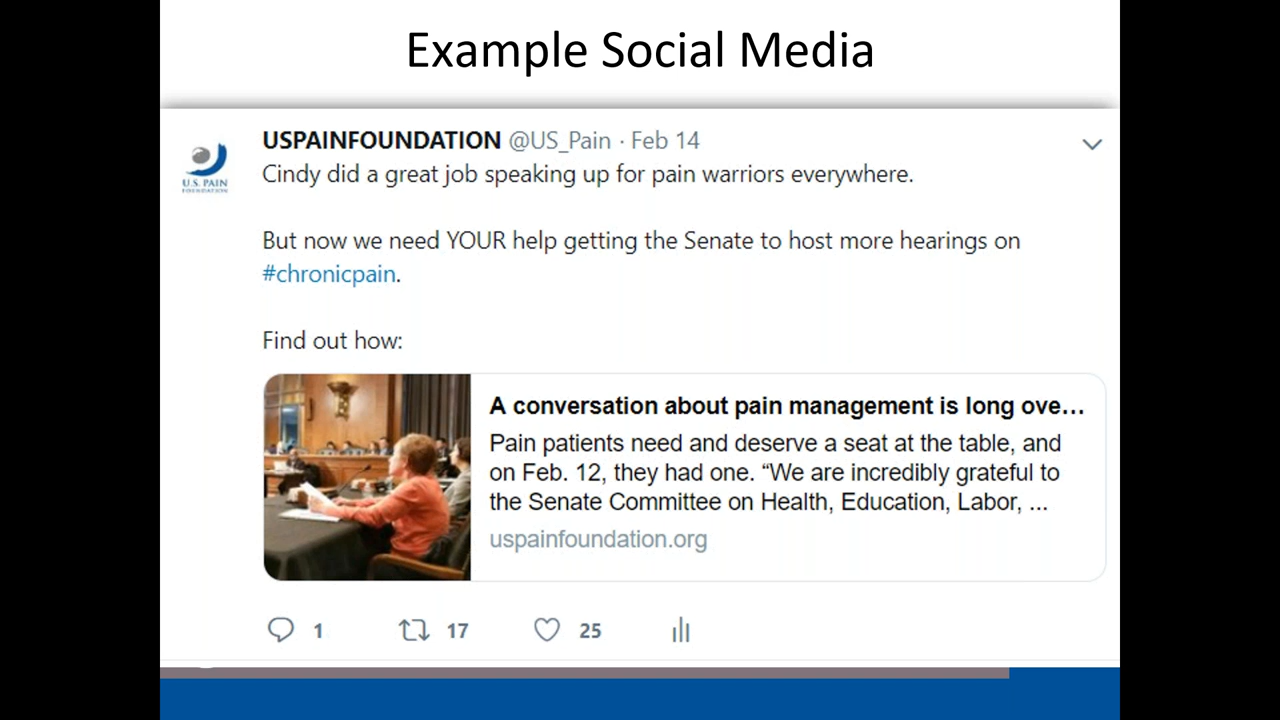 Example Social Media
USPAINFOUNDATION @US_Pain · Feb 14
Cindy did a great job speaking up for pain warriors everywhere.
But now we need YOUR help getting the Senate to host more hearings on
#chronicpain.
Find out how:
A conversation about pain management is long ove...
Pain patients need and deserve a seat at the table, and
on Feb. 12, they had one. “We are incredibly grateful to
the Senate Committee on Health, Education, Labor, ...
uspainfoundation.org
1 17 25
U.S. PAIN
FOUNDATION